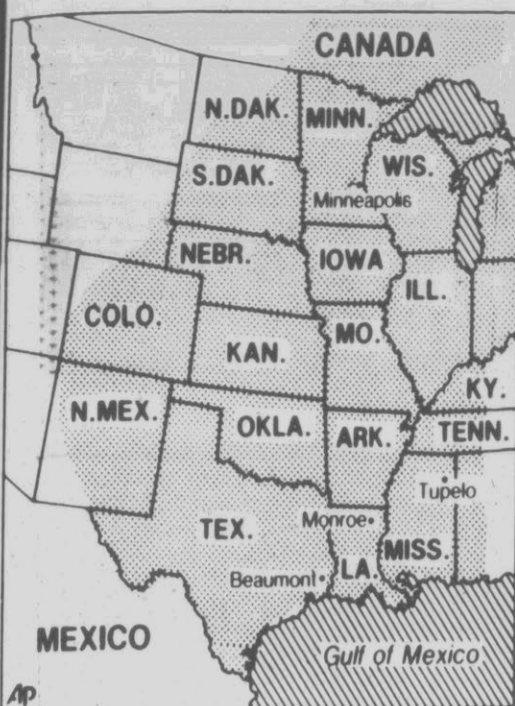 CANADA
N.DAK.
MINN.
WIS.
S.DAK.
Minneapolis
NEBR.
IOWA
ILL.
COLO.
KAN.
MO.
KY.
N.MEX.
OKLA.
ARK.
TENN.
Tupelo
Monroe
TEX.
MISS.
Beaumont
LA.
MEXICO
Gulf of Mexico
AP